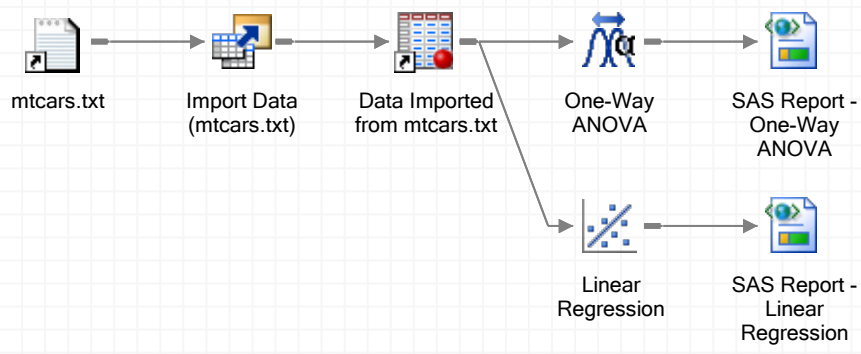 mtcars.txt
Import Data
(mtcars.txt)
Data Imported
from mtcars.txt
One-Way
ANOVA
SAS Report -
One-Way
ANOVA
Linear
Regression
SAS Report -
Linear
Regression